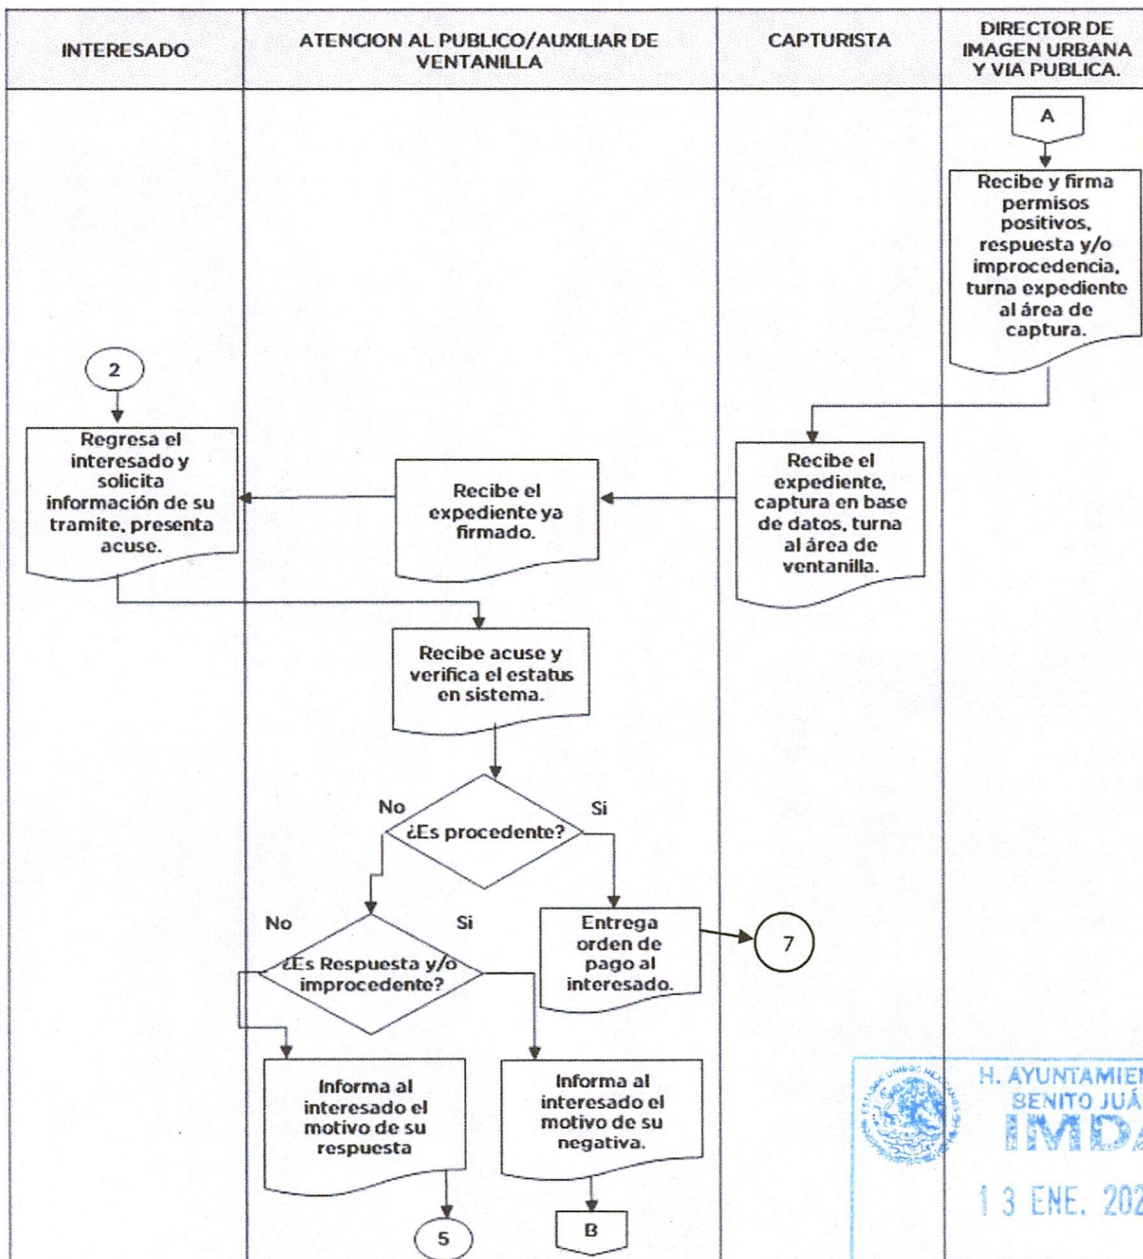 INTERESADO
ATENCION AL PUBLICO/AUXILIAR DE
VENTANILLA
CAPTURISTA
DIRECTOR DE
IMAGEN URBANA
Y VIA PUBLICA.
A
Recibe y firma
permisos
positivos,
respuesta y/o
improcedencia,
turna expediente
al área de
captura.
2
Regresa el
interesado y
solicita
información de su
tramite, presenta
acuse.
Recibe el
expediente ya
firmado.
Recibe el
expediente,
captura en base
de datos, turna
al área de
ventanilla.
Recibe acuse y
verifica el estatus
en sistema.
No
Si
¿Es procedente?
No
Si
¿Es Respuesta y/o
improcedente?
Entrega
orden de
pago al
interesado.
7
Informa al
interesado el
motivo de su
respuesta
Informa al
interesado el
motivo de su
negativa.
5
B
H. AYUNTAMIEN
BENITO JUÁ
IMDA
13 ENE. 202